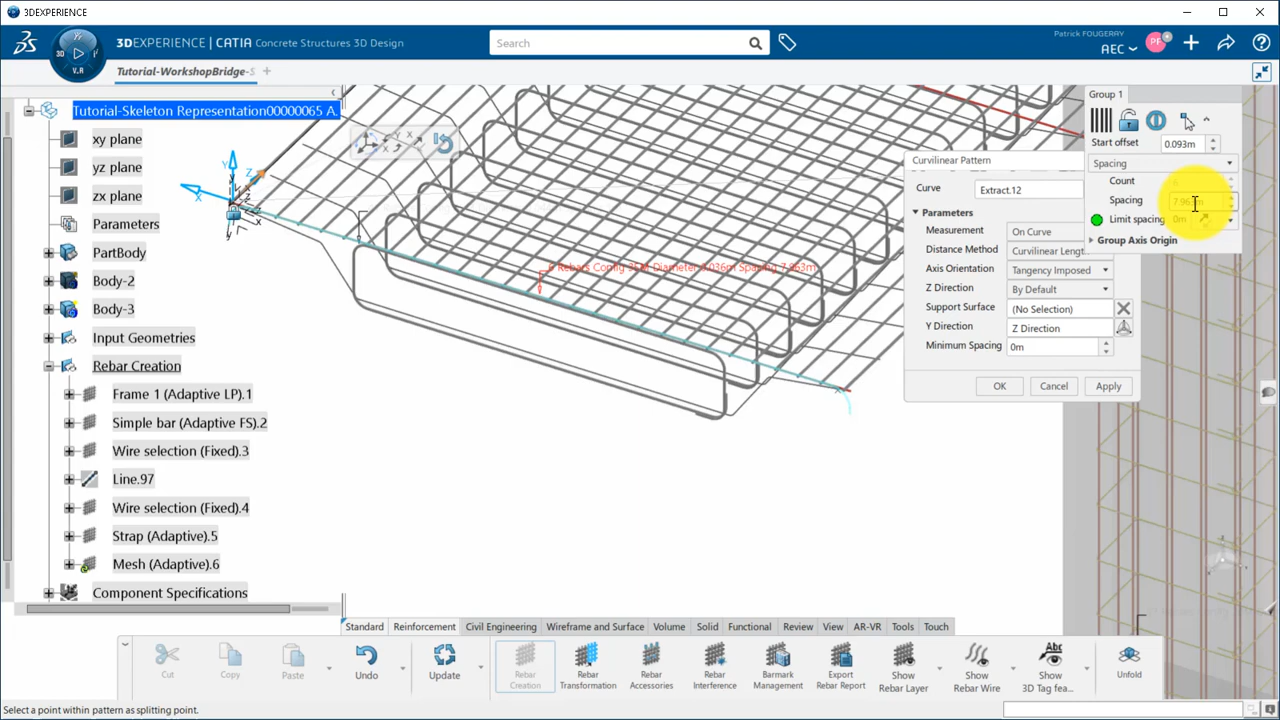 3DEXPERIENCE
3DEXPERIENCE | CATIA Concrete Structures 3D Design
Search
Patrick FOUGERAY
AEC
PF
3D
V.R
Tutorial-WorkshopBridge-S
Tutorial-Skeleton Representation00000065 A.
xy plane
yz plane
zx plane
Parameters
PartBody
Body-2
Body-3
Input Geometries
Rebar Creation
Frame 1 (Adaptive LP).1
Simple bar (Adaptive FS).2
Wire selection (Fixed).3
Line.97
Wire selection (Fixed).4
Strap (Adaptive).5
Mesh (Adaptive).6
Component Specifications
Group 1
Start offset 0.093m
Spacing
Count
Spacing
Limit spacing 0m
Group Axis Origin
Curvilinear Pattern
Curve Extract.12
Parameters
Measurement On Curve
Distance Method Curvilinear Leng
Axis Orientation Tangency Imposed
Z Direction By Default
Support Surface (No Selection)
Y Direction Z Direction
Minimum Spacing 0m
OK Cancel Apply
Standard Reinforcement Civil Engineering Wireframe and Surface Volume Solid Functional Review View AR-VR Tools Touch
Cut
Copy
Paste
Undo
Update
Rebar Creation
Rebar Transformation
Rebar Accessories
Rebar Interference
Barmark Management
Export Rebar Report
Show Rebar Layer
Show Rebar Wire
Show 3D Tag fea...
Unfold
Select a point within pattern as splitting point.